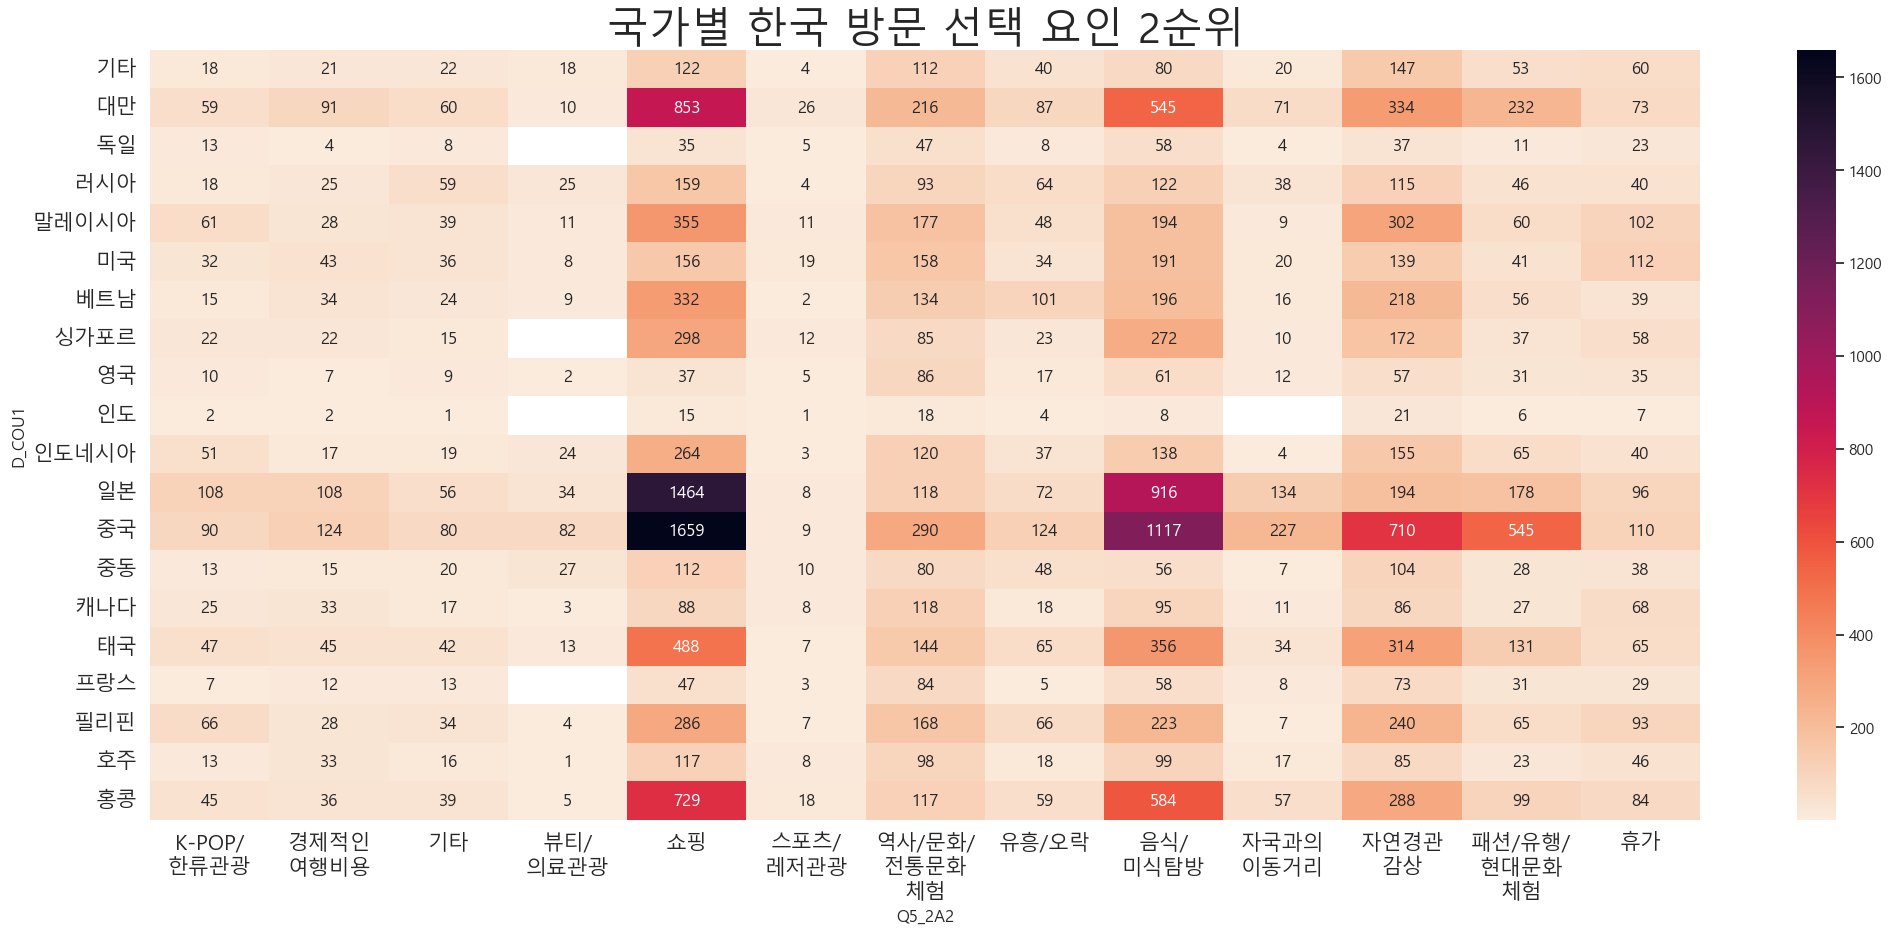 국가별 한국 방문 선택 요인 2순위
기타 18 21 22 18 122 4 112 40 80 20 147 53 60
대만 59 91 60 10 853 26 216 87 545 71 334 232 73
독일 13 4 8 35 5 47 8 58 4 37 11 23
러시아 18 25 59 25 159 4 93 64 122 38 115 46 40
말레이시아 61 28 39 11 355 11 177 48 194 9 302 60 102
미국 32 43 36 8 156 19 158 34 191 20 139 41 112
베트남 15 34 24 9 332 2 134 101 196 16 218 56 39
싱가포르 22 22 15 298 12 85 23 272 10 172 37 58
영국 10 7 9 2 37 5 86 17 61 12 57 31 35
인도 2 2 1 15 1 18 4 8 21 6 7
인도네시아 51 17 19 24 264 3 120 37 138 4 155 65 40
일본 108 108 56 34 1464 8 118 72 916 134 194 178 96
중국 90 124 80 82 1659 9 290 124 1117 227 710 545 110
중동 13 15 20 27 112 10 80 48 56 7 104 28 38
캐나다 25 33 17 3 88 8 118 18 95 11 86 27 68
태국 47 45 42 13 488 7 144 65 356 34 314 131 65
프랑스 7 12 13 47 3 84 5 58 8 73 31 29
필리핀 66 28 34 4 286 7 168 66 223 7 240 65 93
호주 13 33 16 1 117 8 98 18 99 17 85 23 46
홍콩 45 36 39 5 729 18 117 59 584 57 288 99 84
D_COU1
K-POP/
한류관광
경제적인
여행비용
기타
뷰티/
의료관광
쇼핑
스포츠/
레저관광
역사/문화/
전통문화
체험
유흥/오락
음식/
미식탐방
자국과의
이동거리
자연경관
감상
패션/유행/
현대문화
체험
휴가
Q5_2A2
1600
1400
1200
1000
800
600
400
200